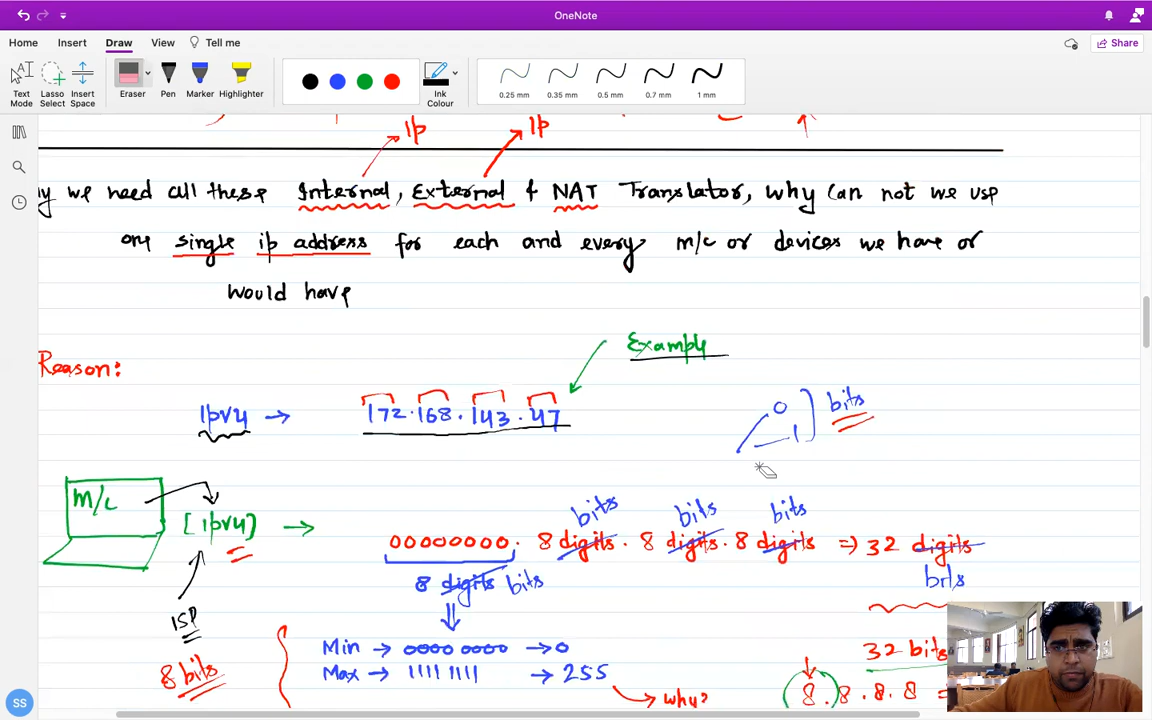 OneNote
Home Insert Draw View Tell me
Share
Text Mode
Lasso Select
Insert Space
Eraser
Pen
Marker
Highlighter
Ink Colour
0.25 mm 0.35 mm 0.5 mm 0.7 mm 1 mm
Ip Ip
y we need all these Internal, External & NAT Translator, why can not we use
one single ip address for each and every m/c or devices we have or
would have
Example
Reason:
IPV4 → 172.168.143.47
0 1 bits
m/c
[IPV4] →
bits bits bits
00000000. 8 digits. 8 digits. 8 digits => 32 digits
8 digits bits
bits
ISP
8 bits
Min → 0000 0000 → 0
Max → 1111 1111 → 255
why?
32 bits
8.8.8.8 =
SS